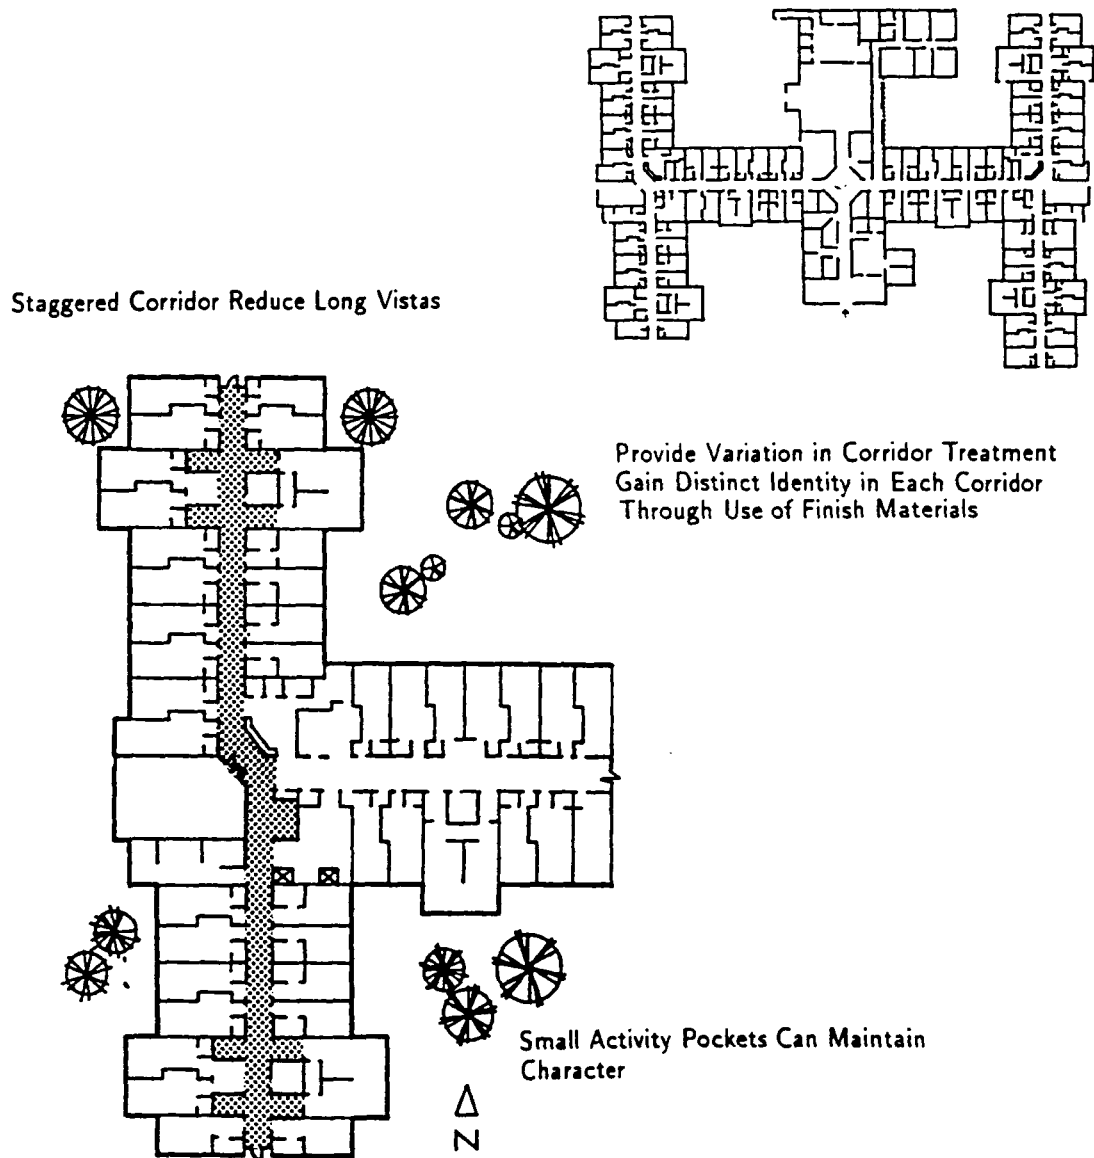 Staggered Corridor Reduce Long Vistas
Provide Variation in Corridor Treatment
Gain Distinct Identity in Each Corridor
Through Use of Finish Materials
Small Activity Pockets Can Maintain
Character
N